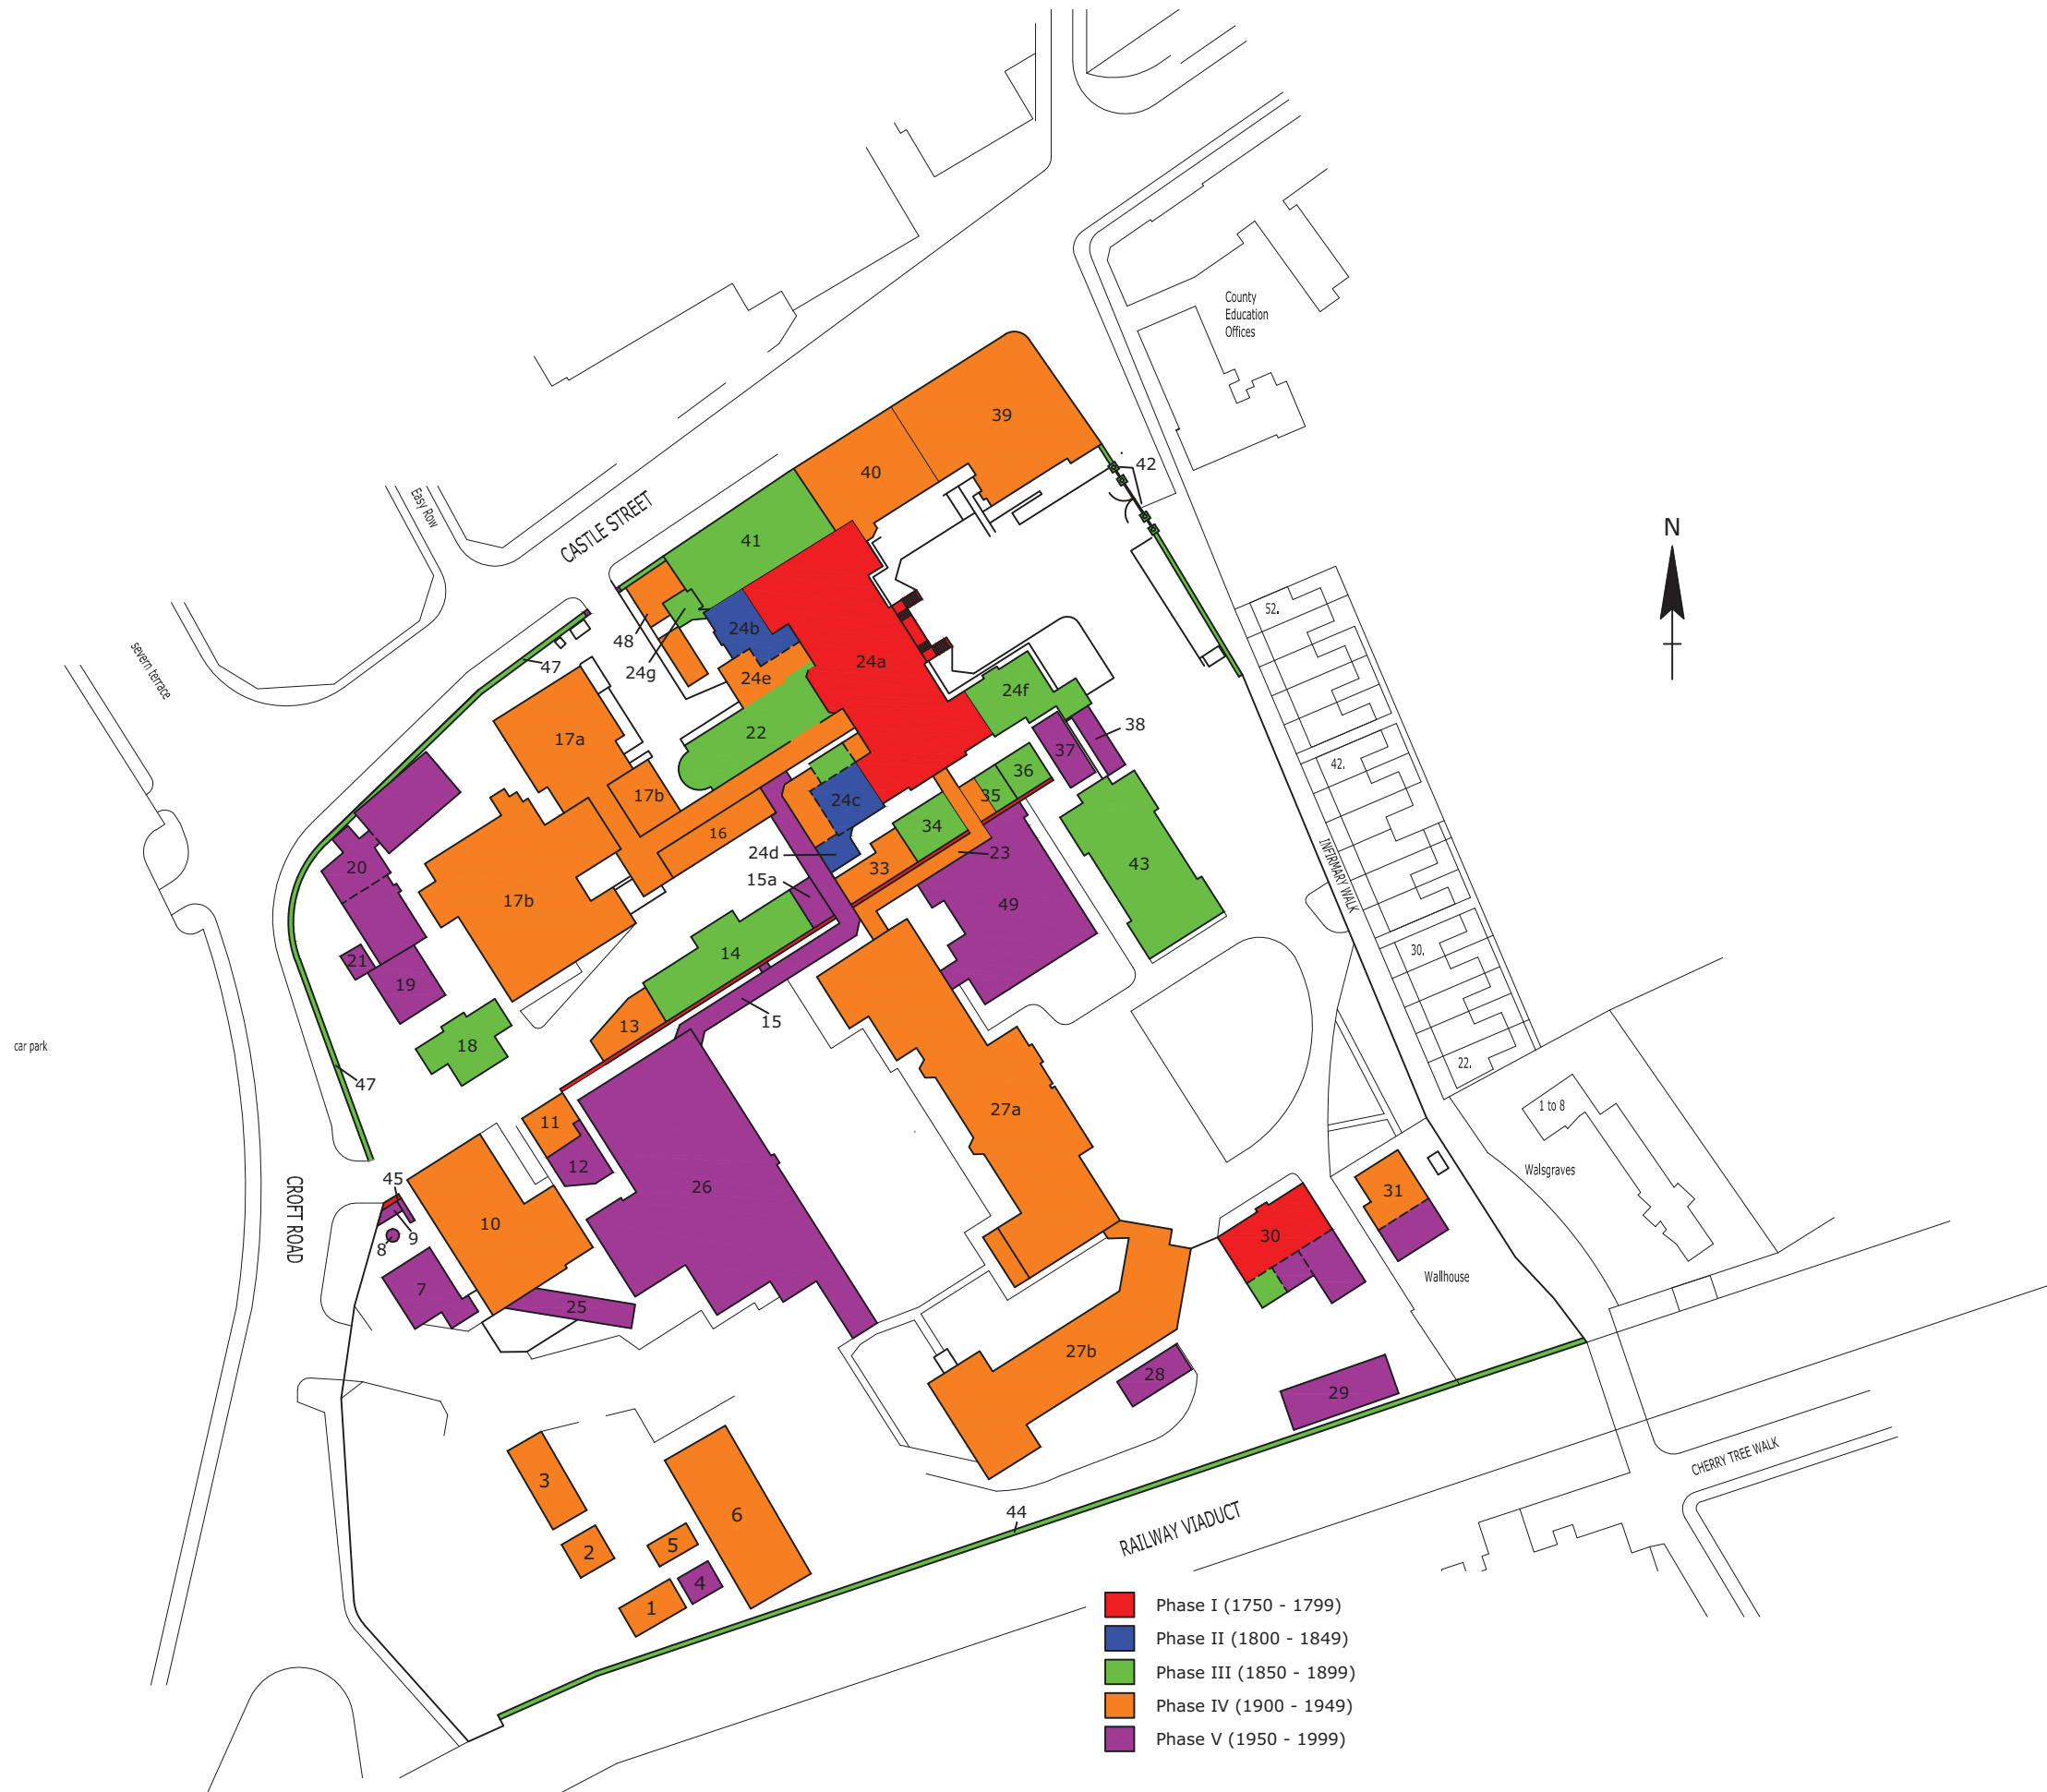 County
Education
Offices
39
42
40
Easy Row
CASTLE STREET
N
41
52.
24b
48
severn terrace
24a
47
24g
24e
24f
38
22
17a
37
42.
36
17b
24c
35
16
34
24d
23
INFIRMARY WALK
33
43
20
15a
17b
49
30.
14
21
19
15
13
18
car park
22.
47
27a
1 to 8
11
12
Walsgraves
45
CROFT ROAD
26
31
10
9
8
30
Wallhouse
7
25
27b
28
29
CHERRY TREE WALK
3
44
6
RAILWAY VIADUCT
5
2
4
1
Phase I (1750 - 1799)
Phase II (1800 - 1849)
Phase III (1850 - 1899)
Phase IV (1900 - 1949)
Phase V (1950 - 1999)